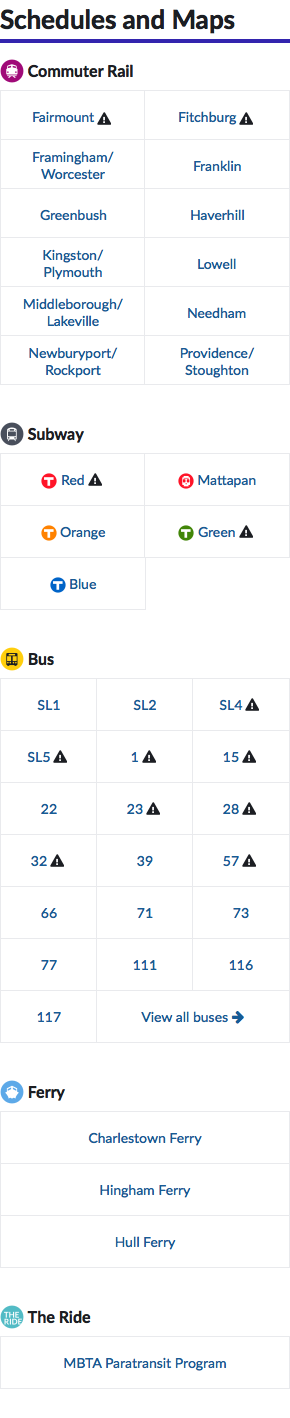 Schedules and Maps
Commuter Rail
Fairmount
Fitchburg
Framingham/
Worcester
Franklin
Greenbush
Haverhill
Kingston/
Plymouth
Lowell
Middleborough/
Lakeville
Needham
Newburyport/
Rockport
Providence/
Stoughton
Subway
T Red
Mattapan
T Orange
T Green
T Blue
Bus
SL1
SL2
SL4
SL5
1
15
22
23
28
32
39
57
66
71
73
77
111
116
117
View all buses
Ferry
Charlestown Ferry
Hingham Ferry
Hull Ferry
THE
RIDE
The Ride
MBTA Paratransit Program